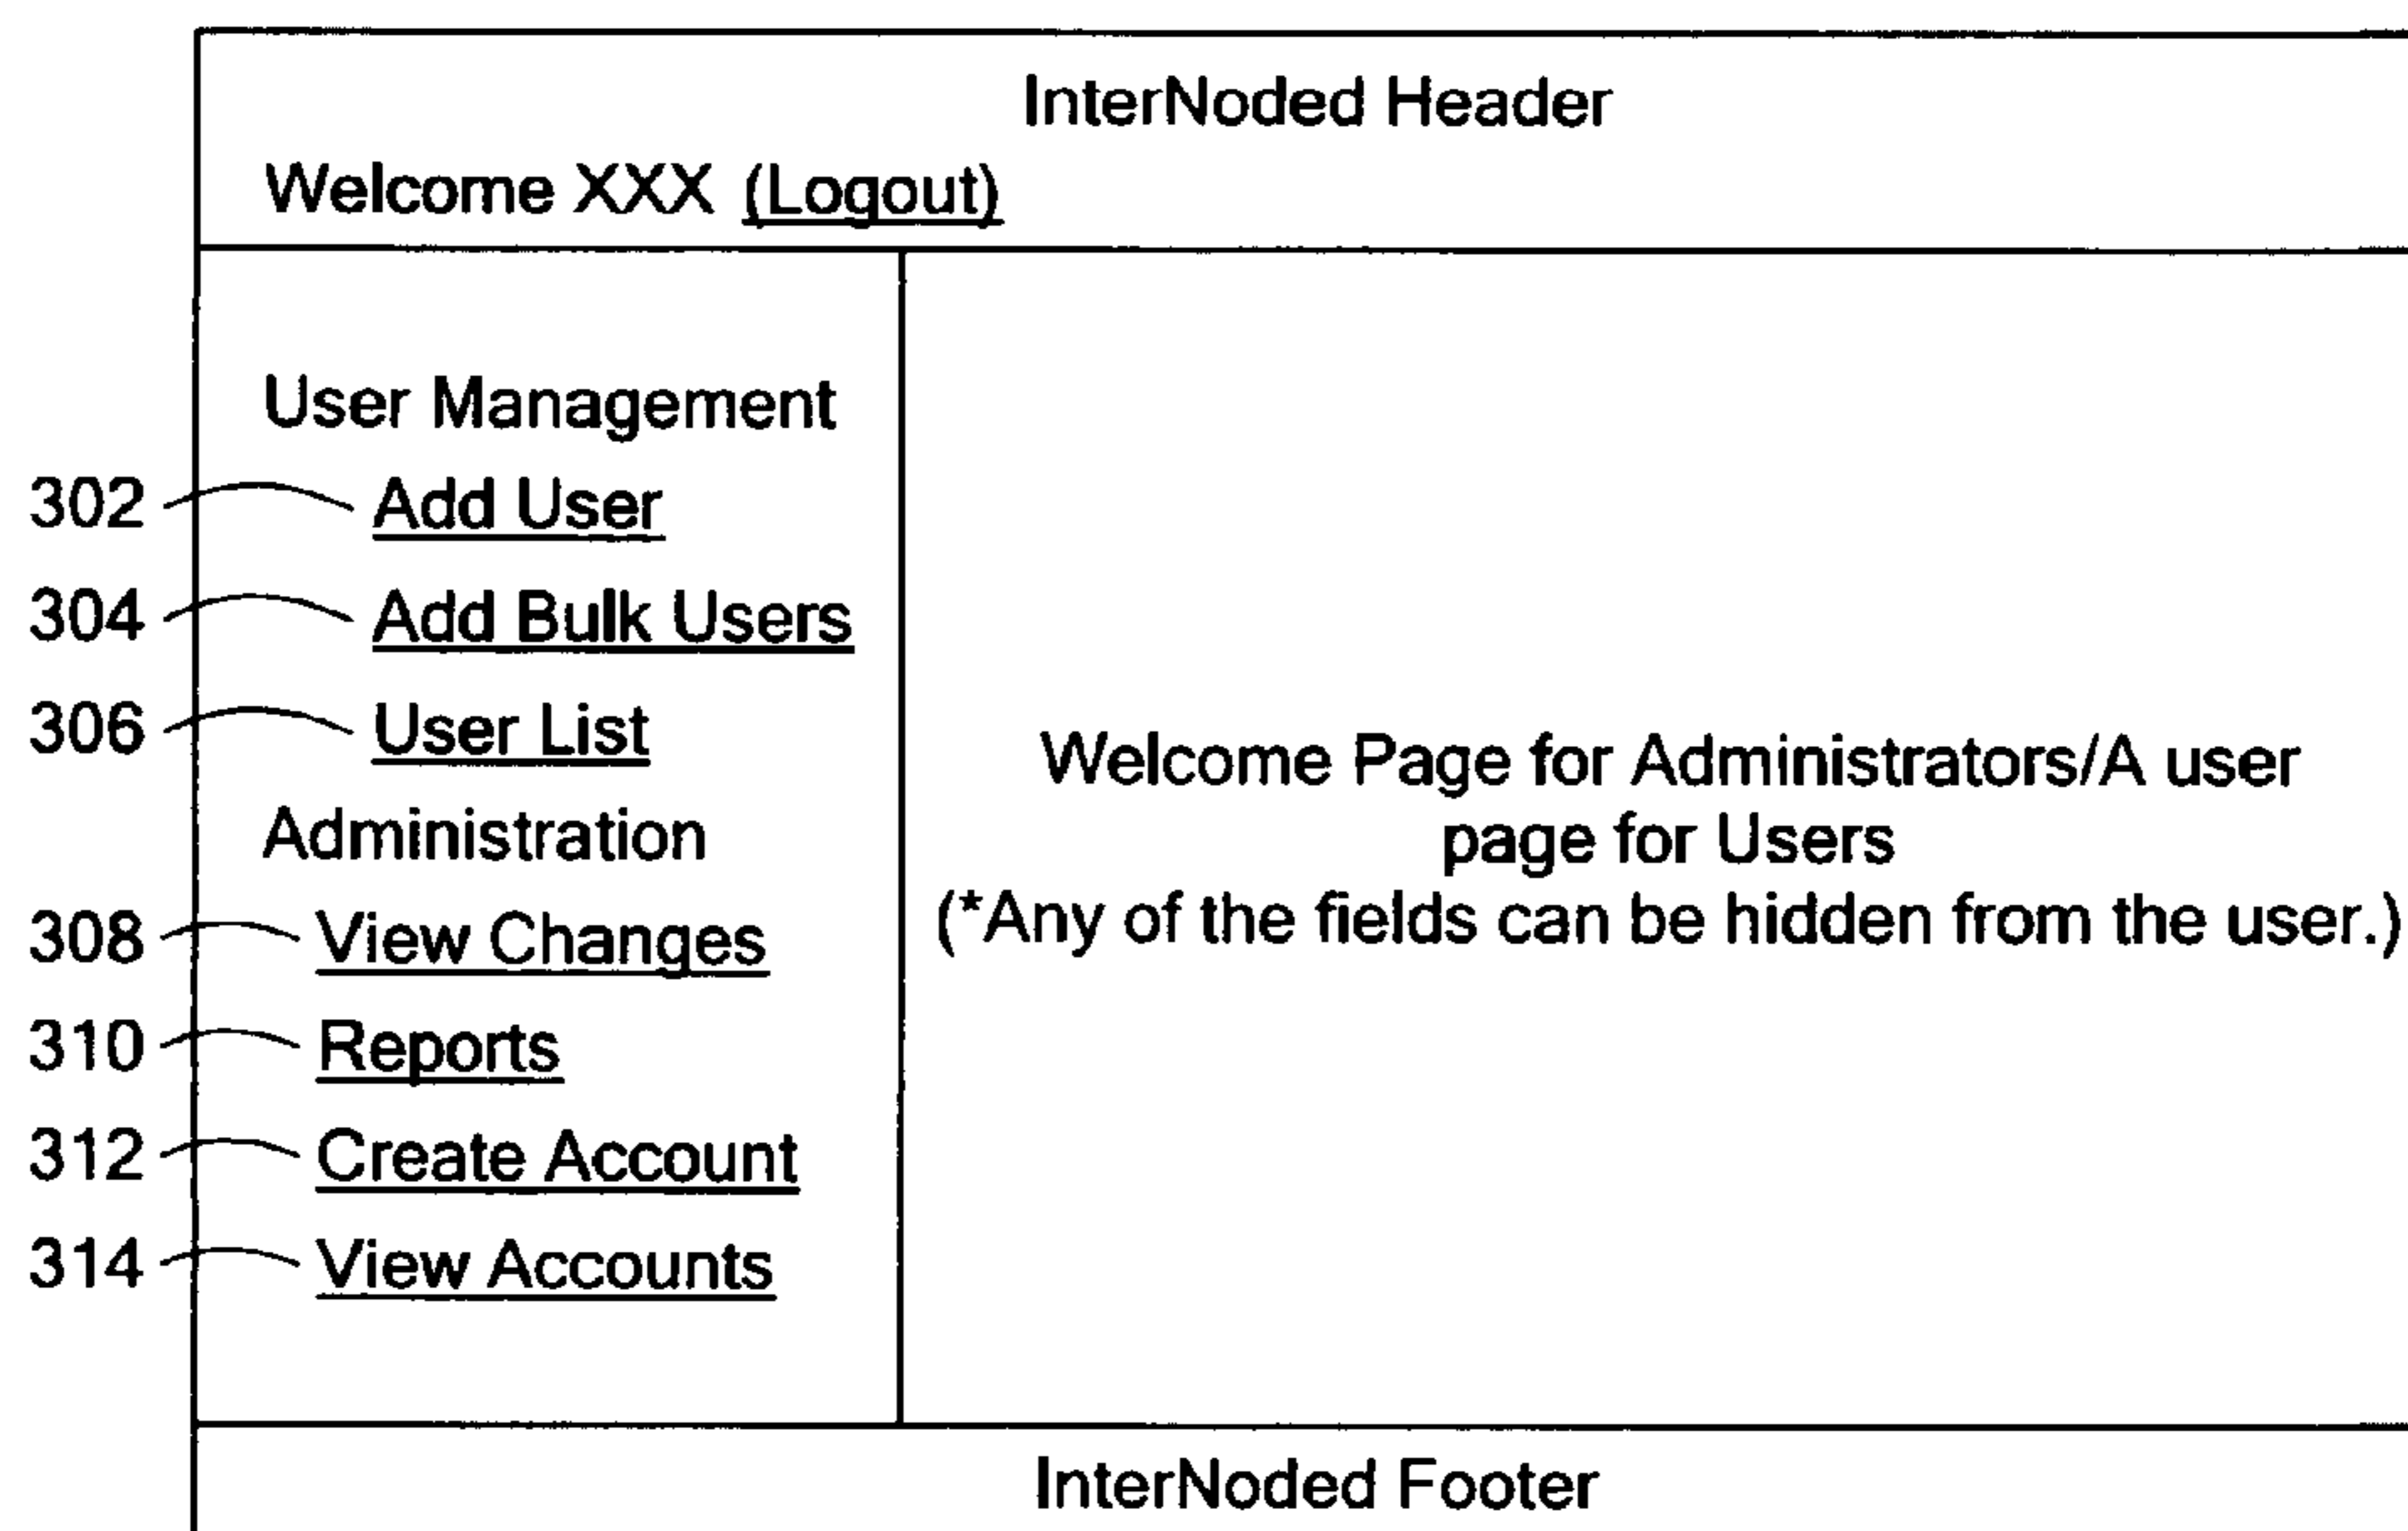 InterNoded Header
Welcome XXX (Logout)
User Management
302 Add User
304 Add Bulk Users
306 User List
Administration
308 View Changes
310 Reports
312 Create Account
314 View Accounts
Welcome Page for Administrators/A user
page for Users
(*Any of the fields can be hidden from the user.)
InterNoded Footer